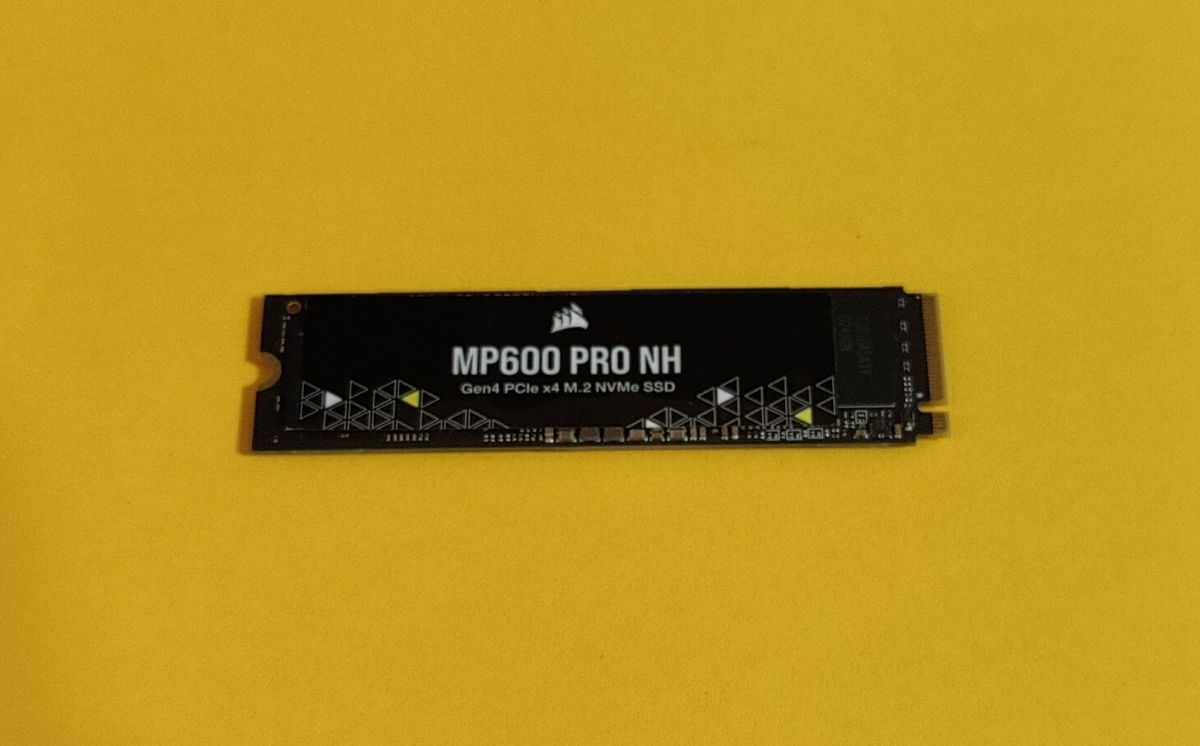 MP600 PRO NH
Gen4 PCIe x4 M.2 NVMe SSD